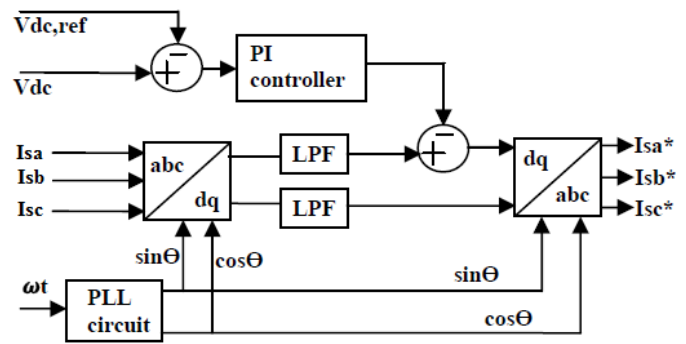 Vdc,ref
−
+
Vdc
PI
controller
Isa
Isb
Isc
abc
dq
LPF
LPF
−
+
dq
abc
Isa*
Isb*
Isc*
sinϴ
cosϴ
sinϴ
cosϴ
ωt
PLL
circuit